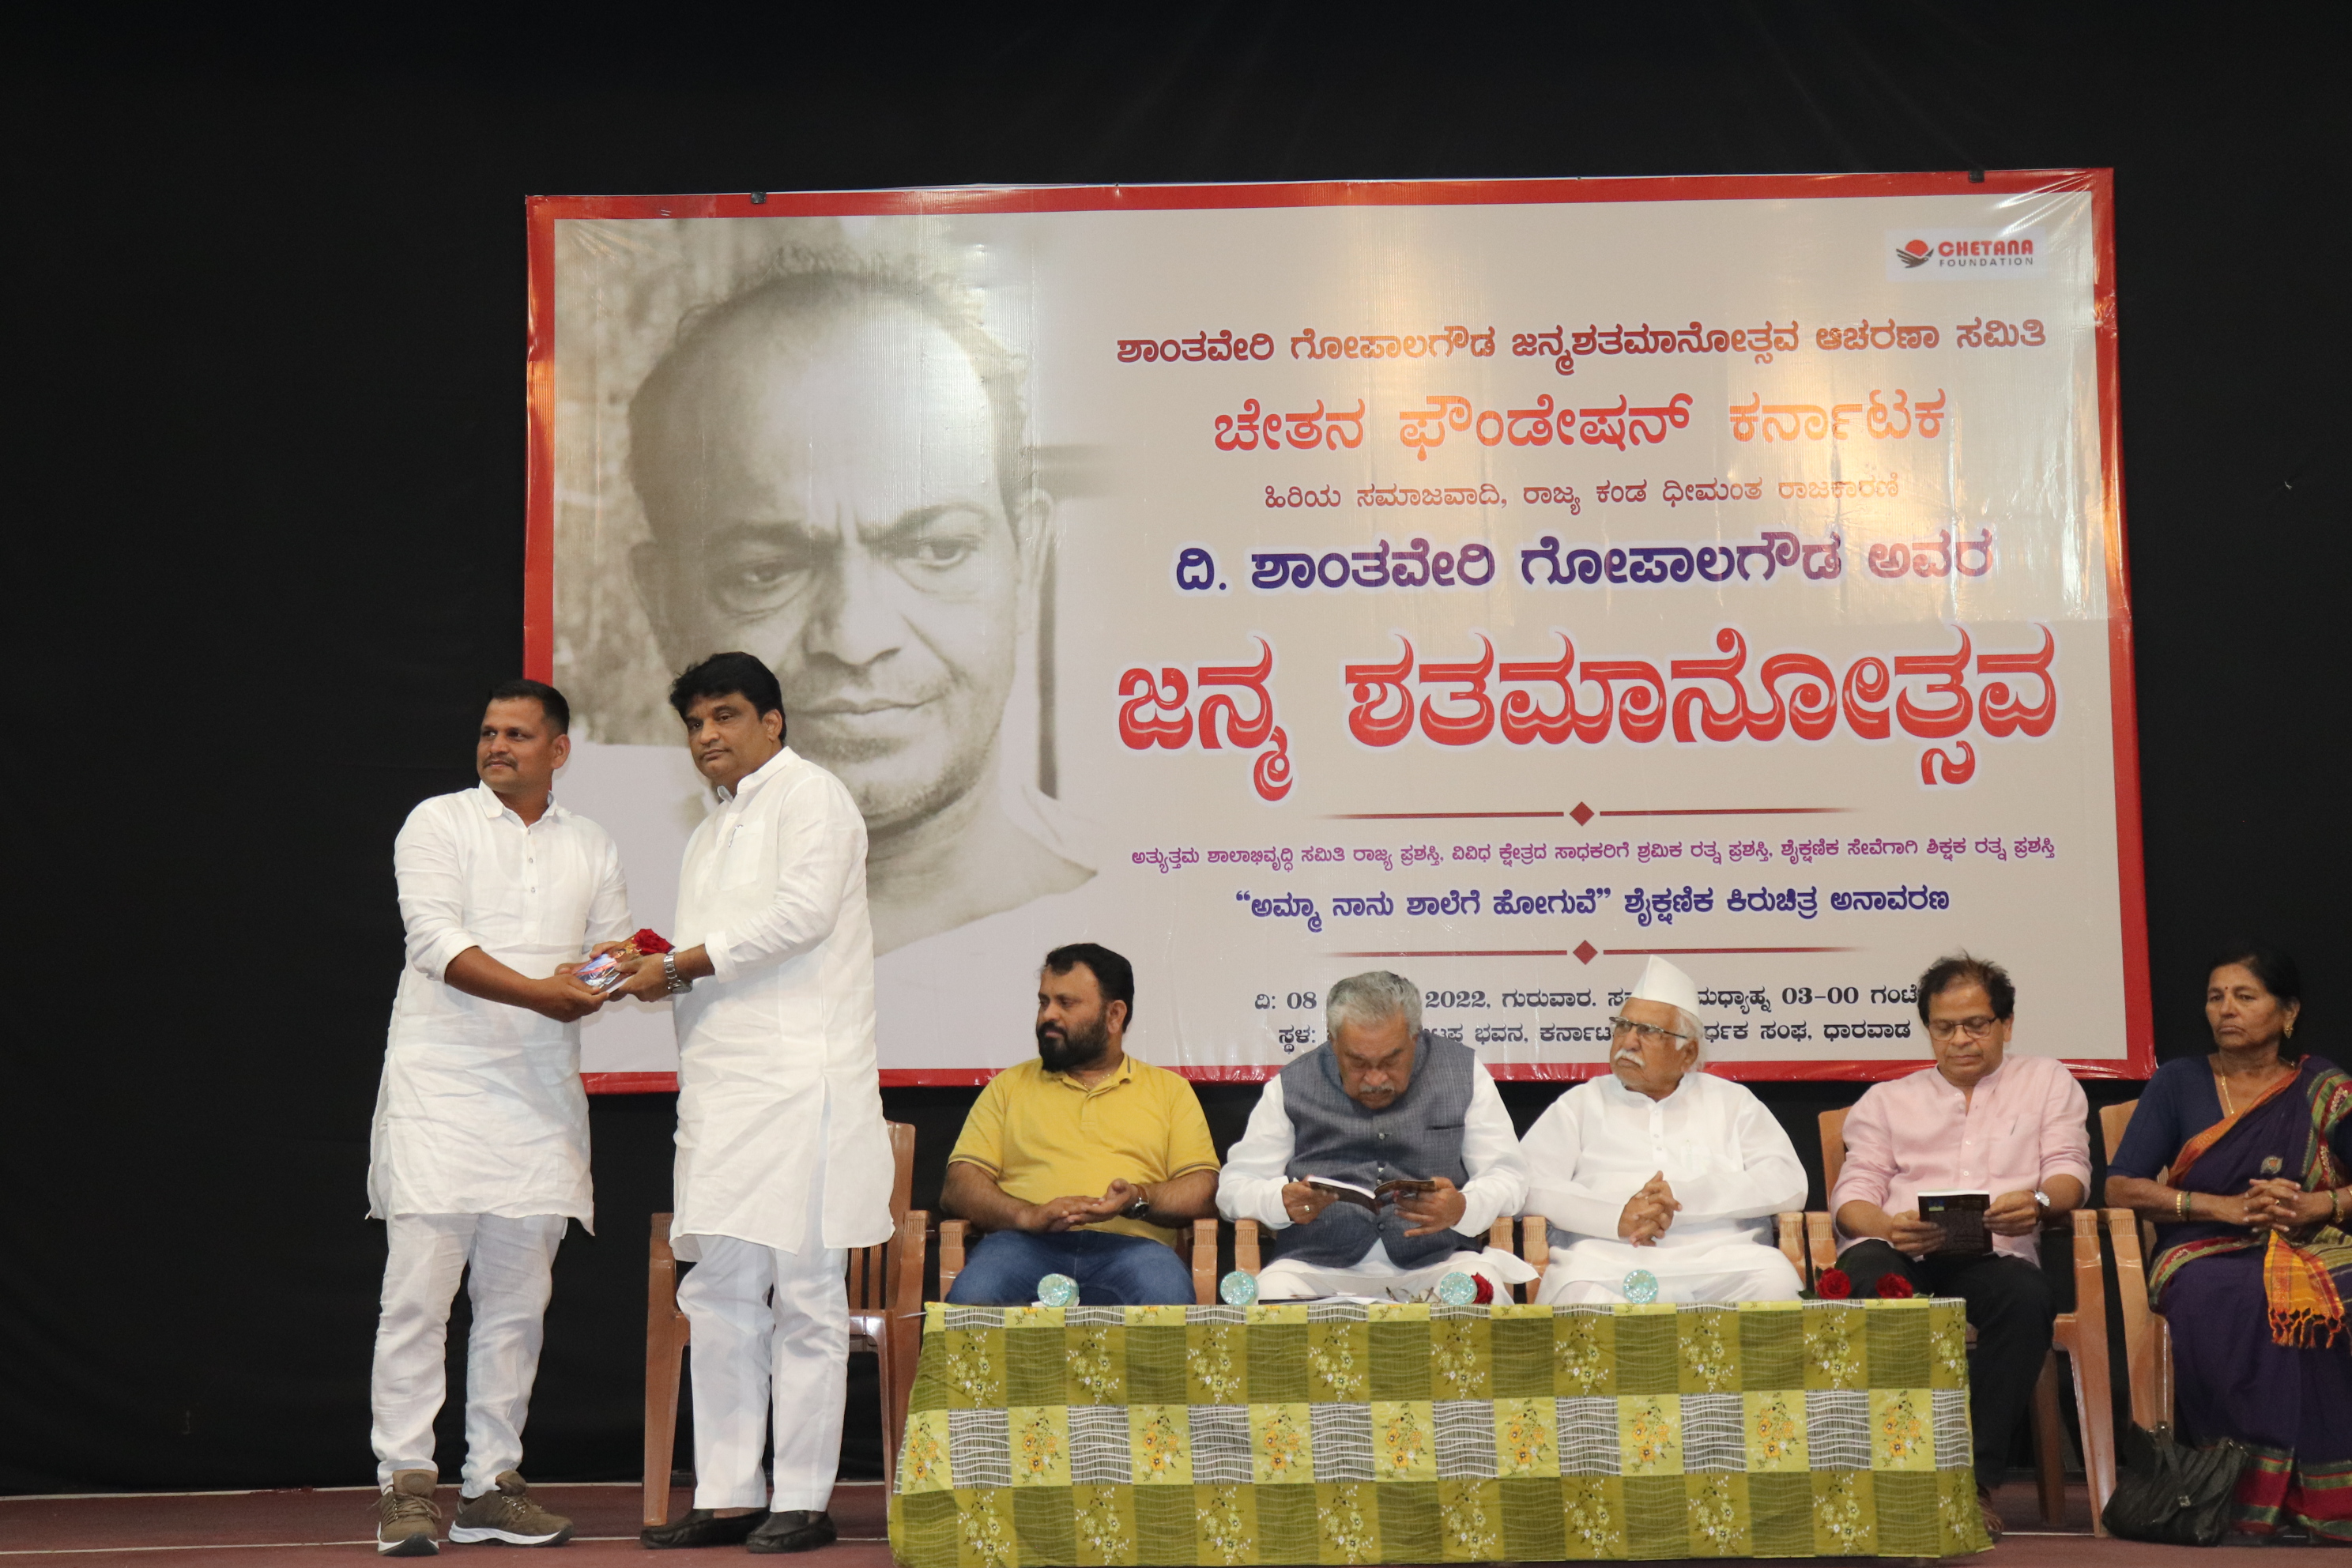 CHETANA
FOUNDATION
ಶಾಂತವೇರಿ ಗೋಪಾಲಗೌಡ ಜನ್ಮಶತಮಾನೋತ್ಸವ ಆಚರಣಾ ಸಮಿತಿ
ಚೇತನ ಫೌಂಡೇಷನ್ ಕರ್ನಾಟಕ
ಹಿರಿಯ ಸಮಾಜವಾದಿ, ರಾಜ್ಯ ಕಂಡ ಧೀಮಂತ ರಾಜಕಾರಣಿ
ದಿ. ಶಾಂತವೇರಿ ಗೋಪಾಲಗೌಡ ಅವರ
ಜನ್ಮ ಶತಮಾನೋತ್ಸವ
ಅತ್ಯುತ್ತಮ ಶಾಲಾಭಿವೃದ್ಧಿ ಸಮಿತಿ ರಾಜ್ಯ ಪ್ರಶಸ್ತಿ, ವಿವಿಧ ಕ್ಷೇತ್ರದ ಸಾಧಕರಿಗೆ ಶ್ರಮಿಕ ರತ್ನ ಪ್ರಶಸ್ತಿ, ಶೈಕ್ಷಣಿಕ ಸೇವೆಗಾಗಿ ಶಿಕ್ಷಕ ರತ್ನ ಪ್ರಶಸ್ತಿ
“ಅಮ್ಮಾ ನಾನು ಶಾಲೆಗೆ ಹೋಗುವೆ” ಶೈಕ್ಷಣಿಕ ಕಿರುಚಿತ್ರ ಅನಾವರಣ
ದಿ: 08 2022, ಗುರುವಾರ. ಮಧ್ಯಾಹ್ನ 03-00 ಗಂಟೆ
ಸ್ಥಳ: ಭವನ, ಸಂಘ, ಧಾರವಾಡ